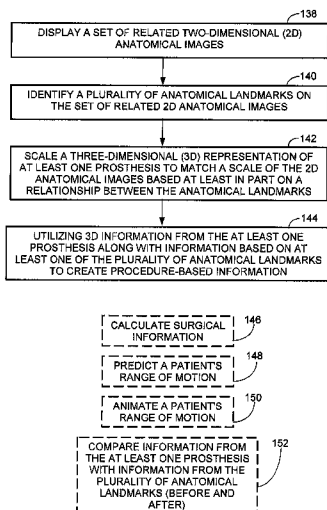 138
DISPLAY A SET OF RELATED TWO-DIMENSIONAL (2D)
ANATOMICAL IMAGES
140
IDENTIFY A PLURALITY OF ANATOMICAL LANDMARKS ON
THE SET OF RELATED 2D ANATOMICAL IMAGES
142
SCALE A THREE-DIMENSIONAL (3D) REPRESENTATION OF
AT LEAST ONE PROSTHESIS TO MATCH A SCALE OF THE 2D
ANATOMICAL IMAGES BASED AT LEAST IN PART ON A
RELATIONSHIP BETWEEN THE ANATOMICAL LANDMARKS
144
UTILIZING 3D INFORMATION FROM THE AT LEAST ONE
PROSTHESIS ALONG WITH INFORMATION BASED ON AT
LEAST ONE OF THE PLURALITY OF ANATOMICAL LANDMARKS
TO CREATE PROCEDURE-BASED INFORMATION
146
CALCULATE SURGICAL
INFORMATION
148
PREDICT A PATIENT'S
RANGE OF MOTION
150
ANIMATE A PATIENT'S
RANGE OF MOTION
152
COMPARE INFORMATION FROM
THE AT LEAST ONE PROSTHESIS
WITH INFORMATION FROM THE
PLURALITY OF ANATOMICAL
LANDMARKS (BEFORE AND
AFTER)